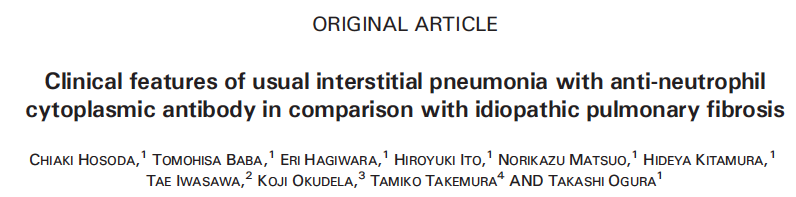 ORIGINAL ARTICLE
Clinical features of usual interstitial pneumonia with anti-neutrophil
cytoplasmic antibody in comparison with idiopathic pulmonary fibrosis
CHIAKI HOSODA,1 TOMOHISA BABA,1 ERI HAGIWARA,1 HIROYUKI ITO,1 NORIKAZU MATSUO,1 HIDEYA KITAMURA,1
TAE IWASAWA,2 KOJI OKUDELA,3 TAMIKO TAKEMURA4 AND TAKASHI OGURA1